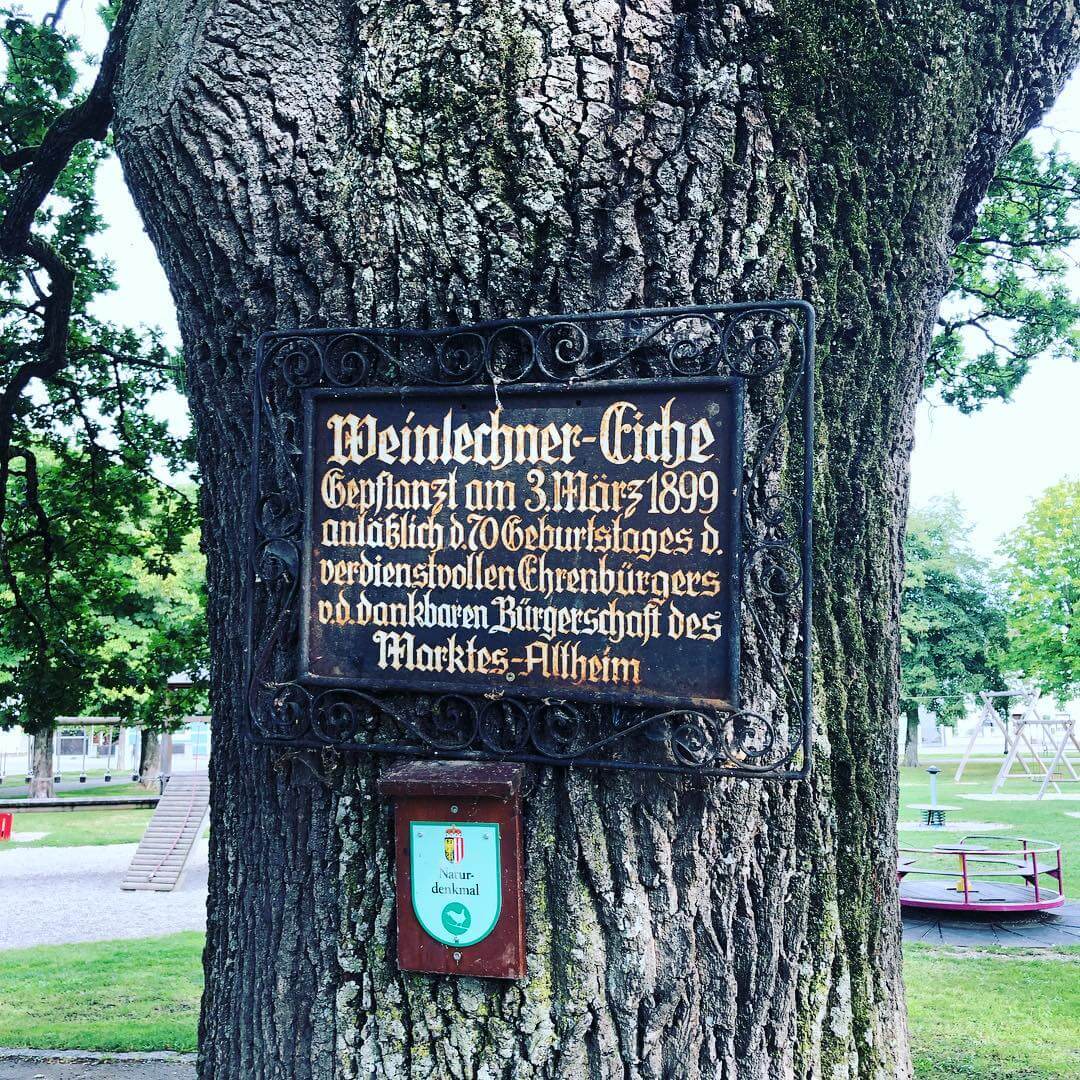 Weinlechner-Eiche
Gepflanzt am 3. März 1899
anläßlich d. 70 Geburtstages d.
verdienstvollen Ehrenbürgers
v.d. dankbaren Bürgerschaft des
Marktes-Altheim
Natur-
denkmal